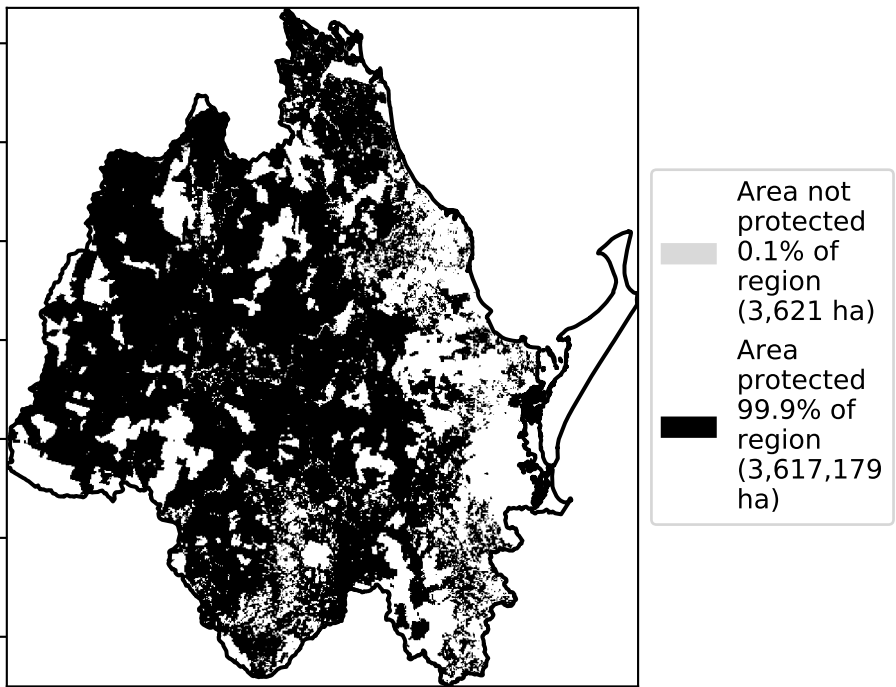 Area not
protected
0.1% of
region
(3,621 ha)
Area
protected
99.9% of
region
(3,617,179
ha)